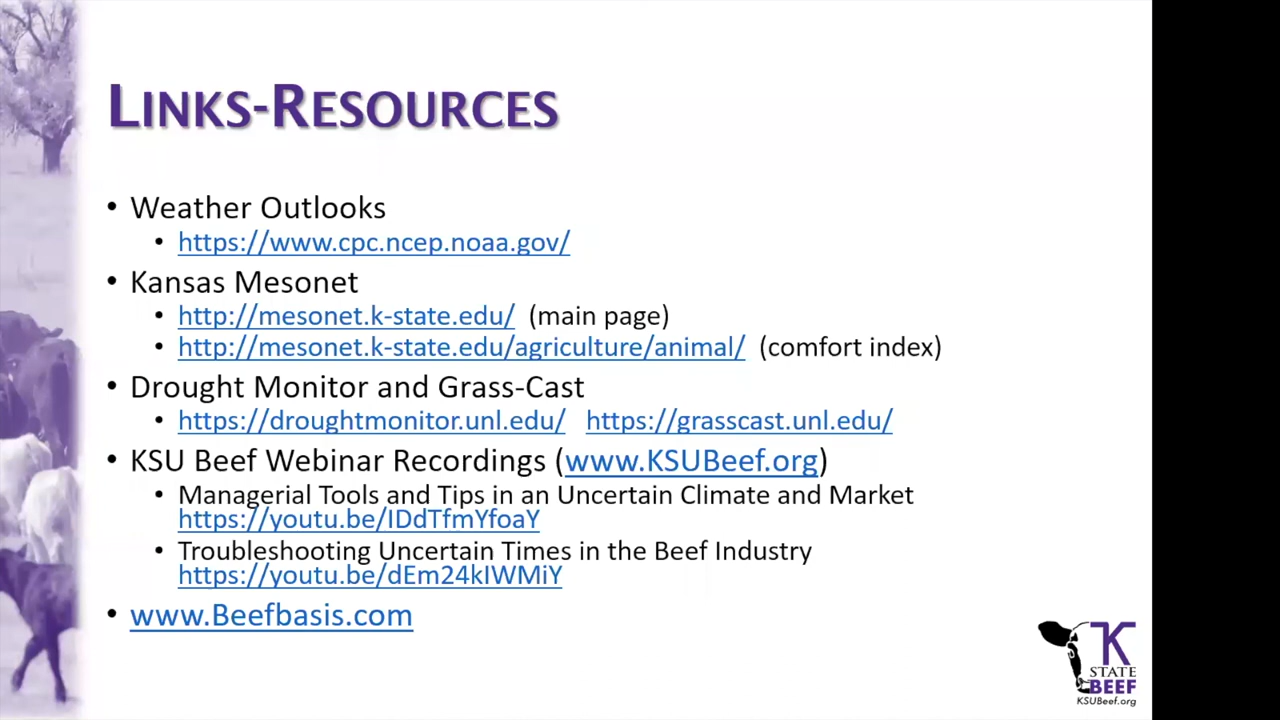 LINKS-RESOURCES
• Weather Outlooks
• https://www.cpc.ncep.noaa.gov/
• Kansas Mesonet
• http://mesonet.k-state.edu/ (main page)
• http://mesonet.k-state.edu/agriculture/animal/ (comfort index)
• Drought Monitor and Grass-Cast
• https://droughtmonitor.unl.edu/ https://grasscast.unl.edu/
• KSU Beef Webinar Recordings (www.KSUBeef.org)
• Managerial Tools and Tips in an Uncertain Climate and Market
https://youtu.be/IDdTfmYfoaY
• Troubleshooting Uncertain Times in the Beef Industry
https://youtu.be/dEm24kIWMiY
• www.Beefbasis.com
K
STATE
BEEF
KSUBeef.org